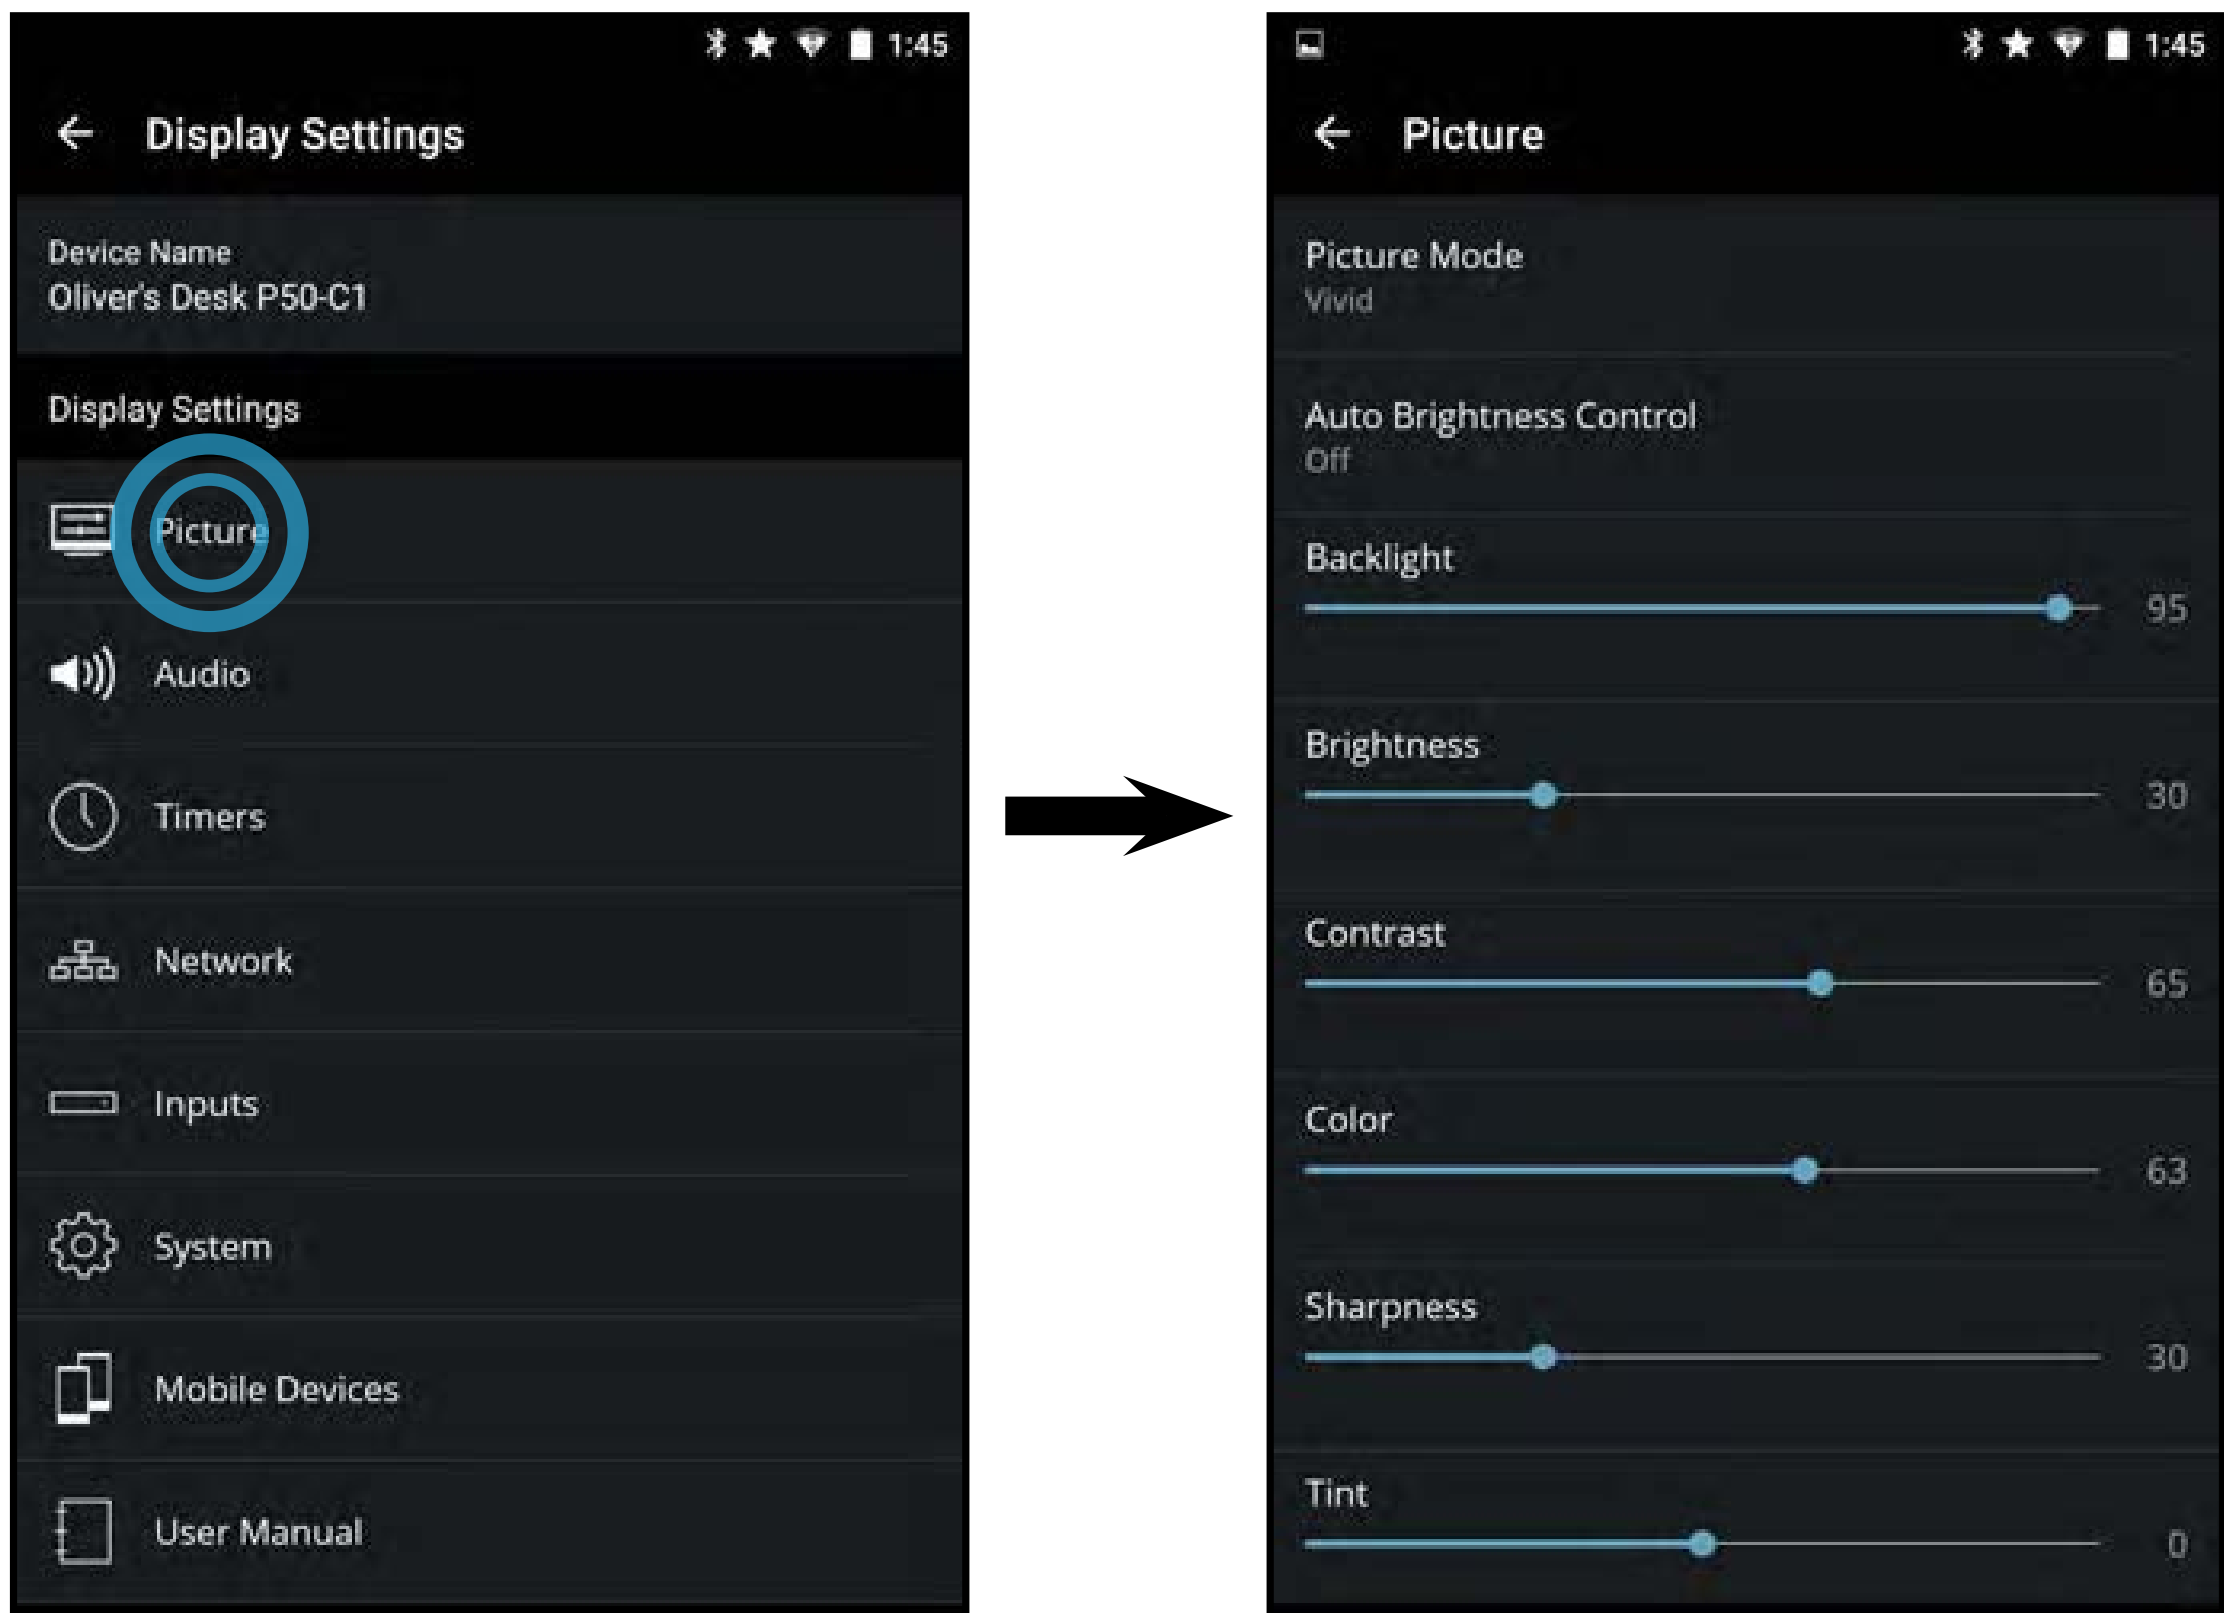 1:45
Display Settings
Device Name
Oliver's Desk P50-C1
Display Settings
Picture
Audio
Timers
Network
Inputs
System
Mobile Devices
User Manual
1:45
Picture
Picture Mode
Vivid
Auto Brightness Control
Off
Backlight
95
Brightness
30
Contrast
65
Color
63
Sharpness
30
Tint
0